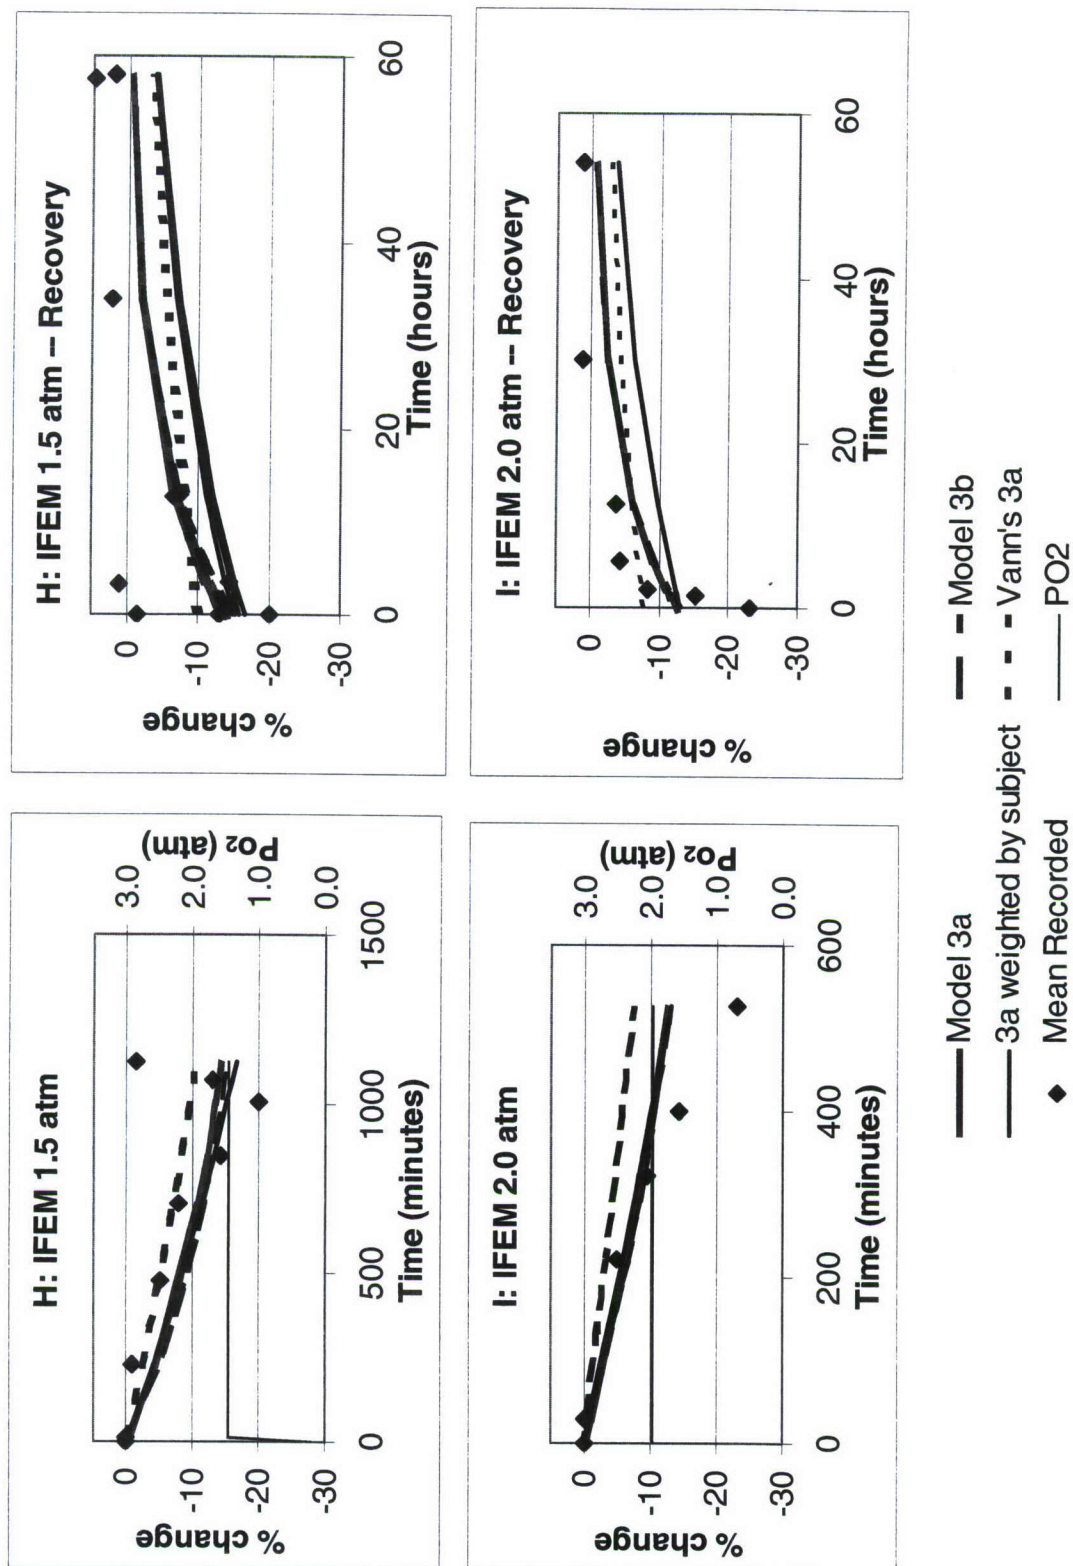 H: IFEM 1.5 atm
% change
0
-10
-20
-30
0
500
1000
1500
Time (minutes)
3.0
2.0
1.0
0.0
PO2 (atm)
H: IFEM 1.5 atm -- Recovery
% change
0
-10
-20
-30
0
20
40
60
Time (hours)
I: IFEM 2.0 atm
% change
0
-10
-20
-30
0
200
400
600
Time (minutes)
3.0
2.0
1.0
0.0
PO2 (atm)
I: IFEM 2.0 atm -- Recovery
% change
0
-10
-20
-30
0
20
40
60
Time (hours)
Model 3a
Model 3b
3a weighted by subject
Vann's 3a
Mean Recorded
PO2